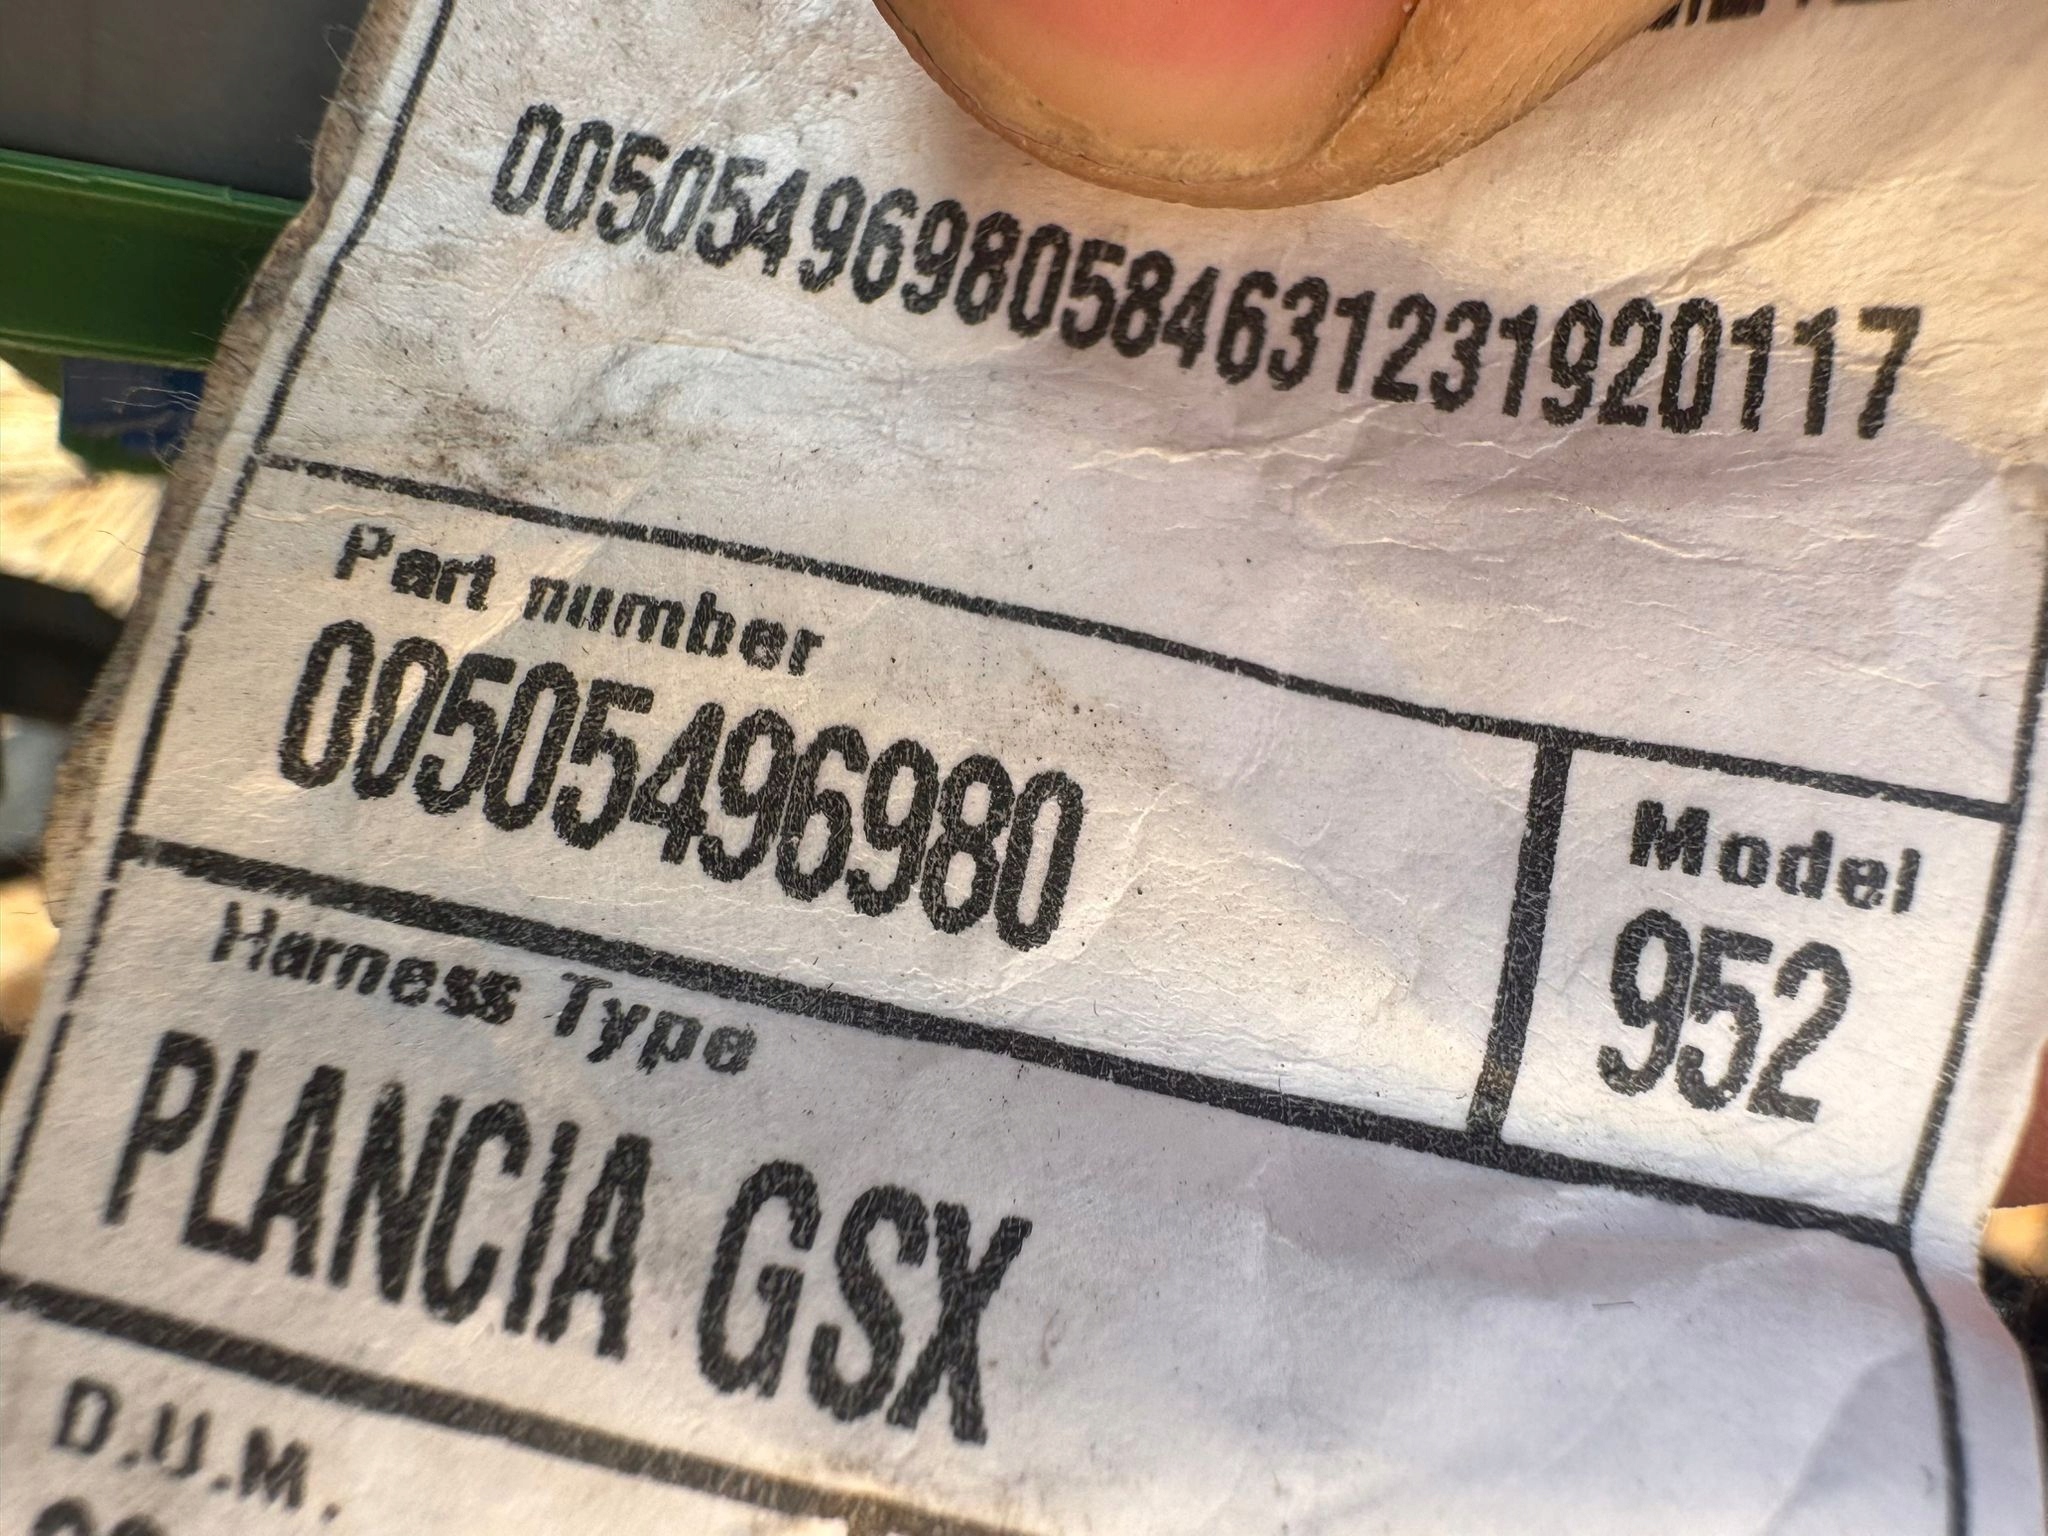 00505496980584631231920117
Part number
00505496980
Model
952
Harness Type
PLANCIA GSX
D.U.M.